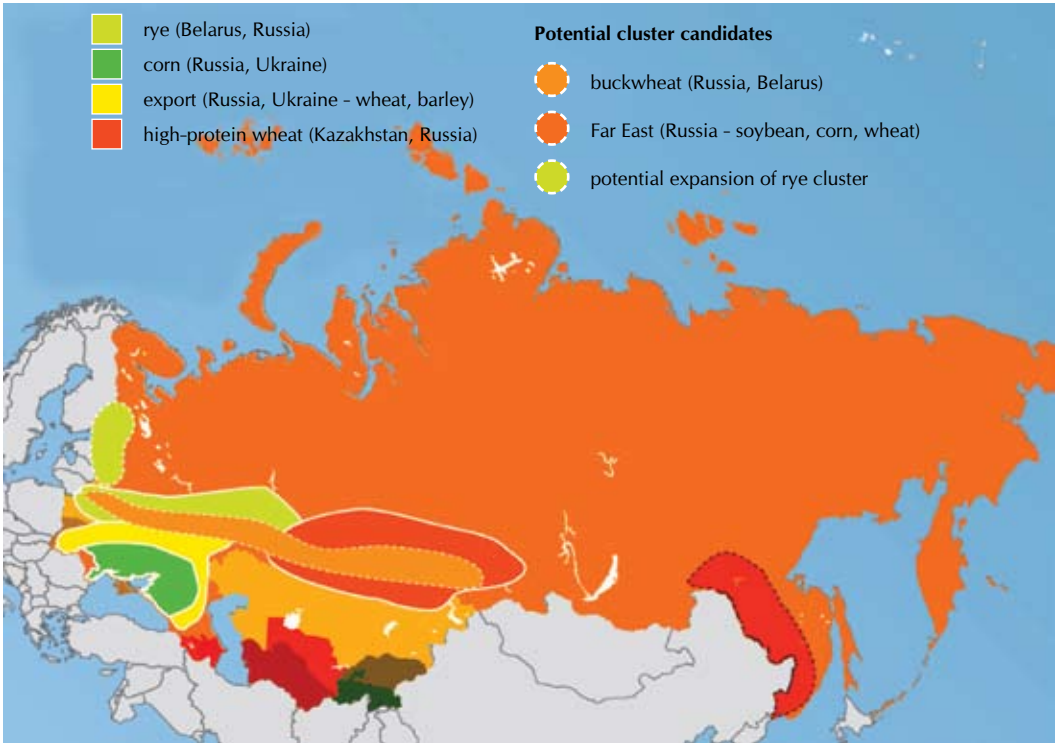 rye (Belarus, Russia)
corn (Russia, Ukraine)
export (Russia, Ukraine - wheat, barley)
high-protein wheat (Kazakhstan, Russia)
Potential cluster candidates
buckwheat (Russia, Belarus)
Far East (Russia - soybean, corn, wheat)
potential expansion of rye cluster